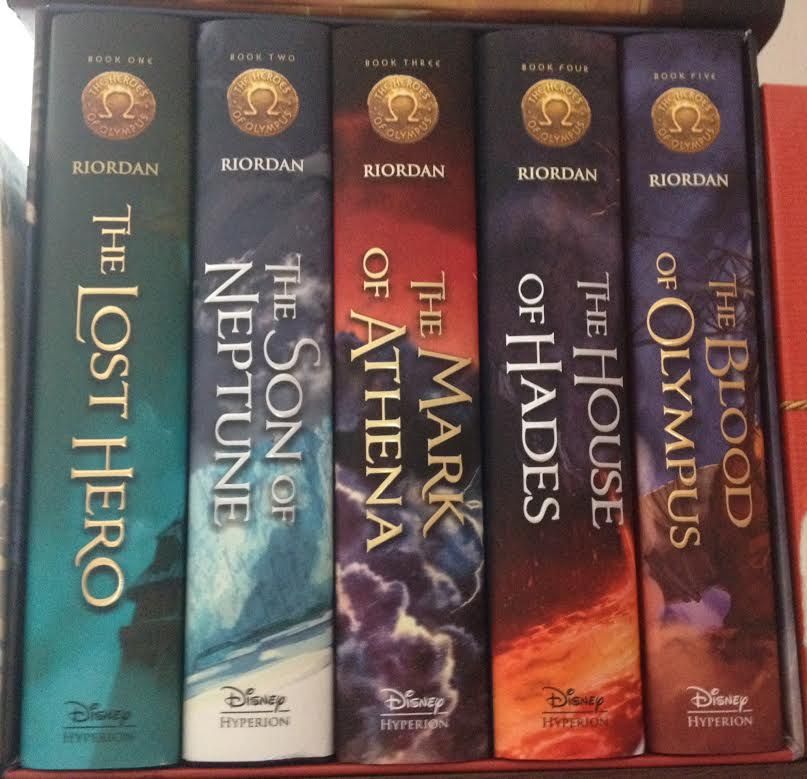 BOOK ONE
THE HEROES OF OLYMPUS
RIORDAN
THE LOST HERO
DISNEY
HYPERION
BOOK TWO
THE HEROES OF OLYMPUS
RIORDAN
THE SON OF
NEPTUNE
DISNEY
HYPERION
BOOK THREE
THE HEROES OF OLYMPUS
RIORDAN
THE MARK
OF ATHENA
DISNEY
HYPERION
BOOK FOUR
THE HEROES OF OLYMPUS
RIORDAN
THE HOUSE
OF HADES
DISNEY
HYPERION
BOOK FIVE
THE HEROES OF OLYMPUS
RIORDAN
THE BLOOD
OF OLYMPUS
DISNEY
HYPERION